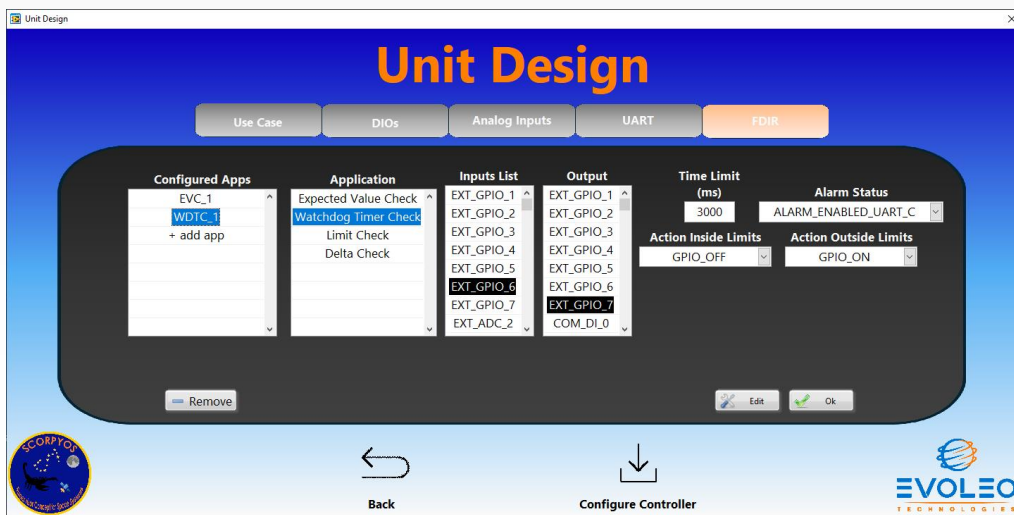 Unit Design
Unit Design
Use Case
DIOs
Analog Inputs
UART
FDIR
Configured Apps
EVC_1
WDTC_1
+ add app
Application
Expected Value Check
Watchdog Timer Check
Limit Check
Delta Check
Inputs List
EXT_GPIO_1
EXT_GPIO_2
EXT_GPIO_3
EXT_GPIO_4
EXT_GPIO_5
EXT_GPIO_6
EXT_GPIO_7
EXT_ADC_2
Output
EXT_GPIO_1
EXT_GPIO_2
EXT_GPIO_3
EXT_GPIO_4
EXT_GPIO_5
EXT_GPIO_6
EXT_GPIO_7
COM_DI_0
Time Limit
(ms)
3000
Alarm Status
ALARM_ENABLED_UART_C
Action Inside Limits
GPIO_OFF
Action Outside Limits
GPIO_ON
Remove
Edit
Ok
SCORPYOS
Back
Configure Controller
EVOLEO
TECHNOLOGIES